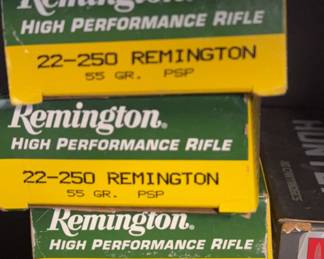 Remington
HIGH PERFORMANCE RIFLE
22-250 REMINGTON
55 GR. PSP
Remington.
HIGH PERFORMANCE RIFLE
22-250 REMINGTON
55 GR. PSP
Remington.
HIGH PERFORMANCE RIFLE